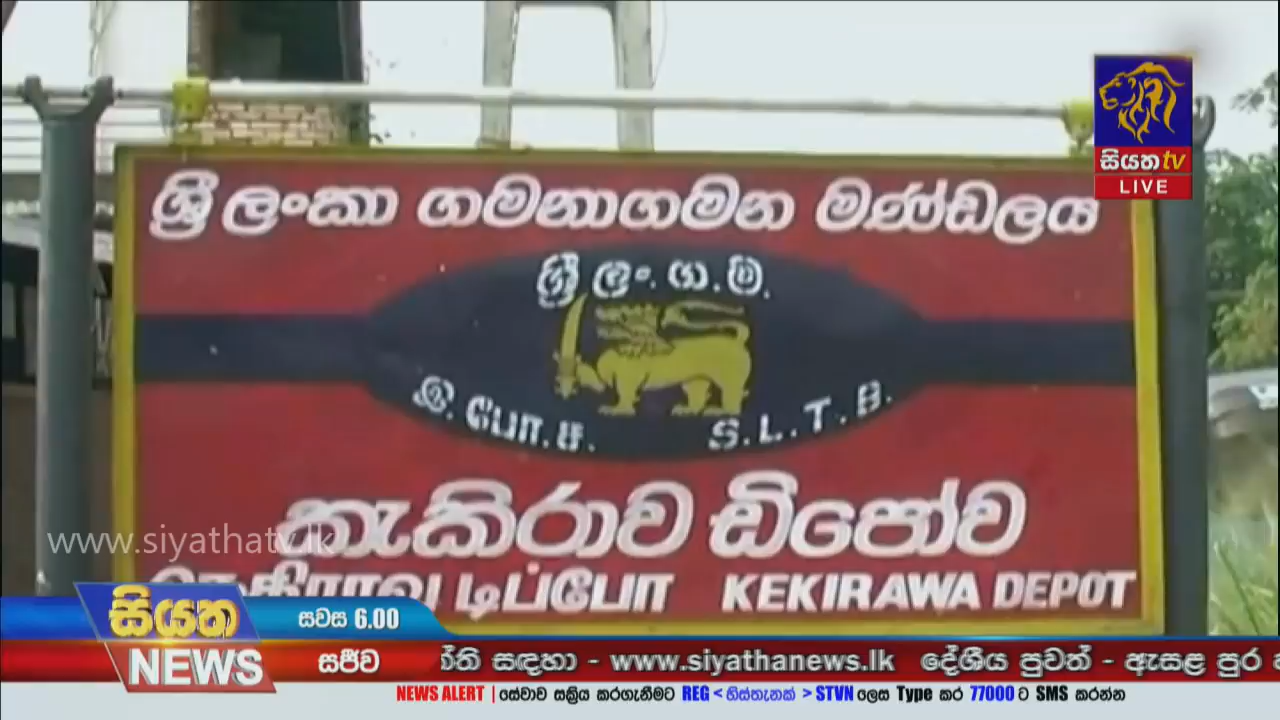 සියත tv
LIVE
ශ්‍රී ලංකා ගමනාගමන මණ්ඩලය
ශ්‍රී ලං. ග. ම.
இ. போ. ச. S. L. T. B.
කැකිරාව ඩිපෝව
www.siyathatv.lk
டிப்போ KEKIRAWA DEPOT
සියත සවස 6.00
NEWS සජීව සඳහා - www.siyathanews.lk දේශීය පුවත් - ඇසළ පුර
NEWS ALERT | සේවාව සක්‍රිය කරගැනීමට REG < හිස්තැනක් > STVN ලෙස Type කර 77000 ට SMS කරන්න